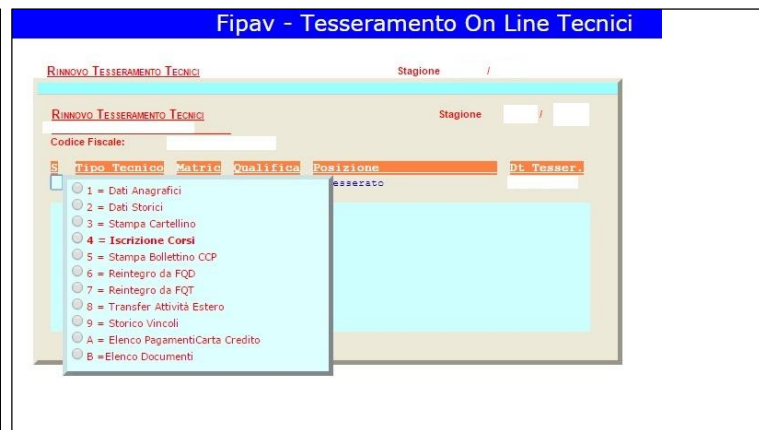 Fipav - Tesseramento On Line Tecnici
RINNOVO TESSERAMENTO TECNICI Stagione /
RINNOVO TESSERAMENTO TECNICI Stagione /
Codice Fiscale:
S Tipo Tecnico Matric Qualifica Posizione Dt Tesser.
esserato
1 = Dati Anagrafici
2 = Dati Storici
3 = Stampa Cartellino
4 = Iscrizione Corsi
5 = Stampa Bollettino CCP
6 = Reintegro da FQD
7 = Reintegro da FQT
8 = Transfer Attività Estero
9 = Storico Vincoli
A = Elenco PagamentiCarta Credito
B =Elenco Documenti